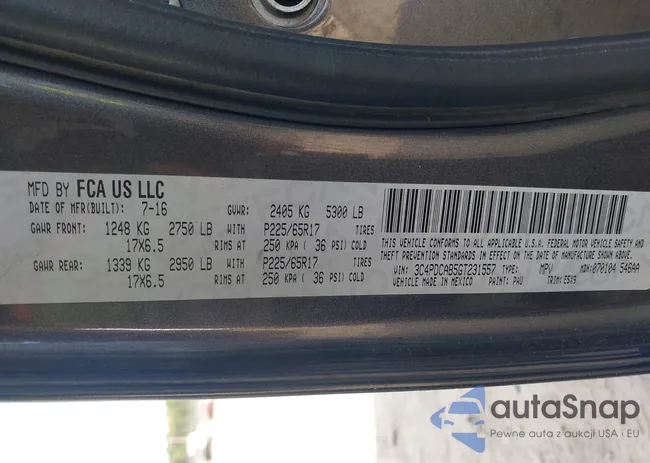 MFD BY FCA US LLC
DATE OF MFR(BUILT): 7-16 GVWR: 2405 KG 5300 LB
GAWR FRONT: 1248 KG 2750 LB WITH P225/65R17 TIRES
17X6.5 RIMS AT 250 KPA ( 36 PSI) COLD
GAWR REAR: 1339 KG 2950 LB WITH P225/65R17 TIRES
17X6.5 RIMS AT 250 KPA ( 36 PSI) COLD
THIS VEHICLE CONFORMS TO ALL APPLICABLE U.S.A. FEDERAL MOTOR VEHICLE SAFETY, BUMPER AND
THEFT PREVENTION STANDARDS IN EFFECT ON THE DATE OF MANUFACTURE SHOWN ABOVE.
VIN: 3C4PDCAB5GT231557 TYPE: MPV MDH: 070104 546AA
VEHICLE MADE IN MEXICO PAINT: PAU TRIM: E5X9
autaSnap
Pewne auta z aukcji USA i EU